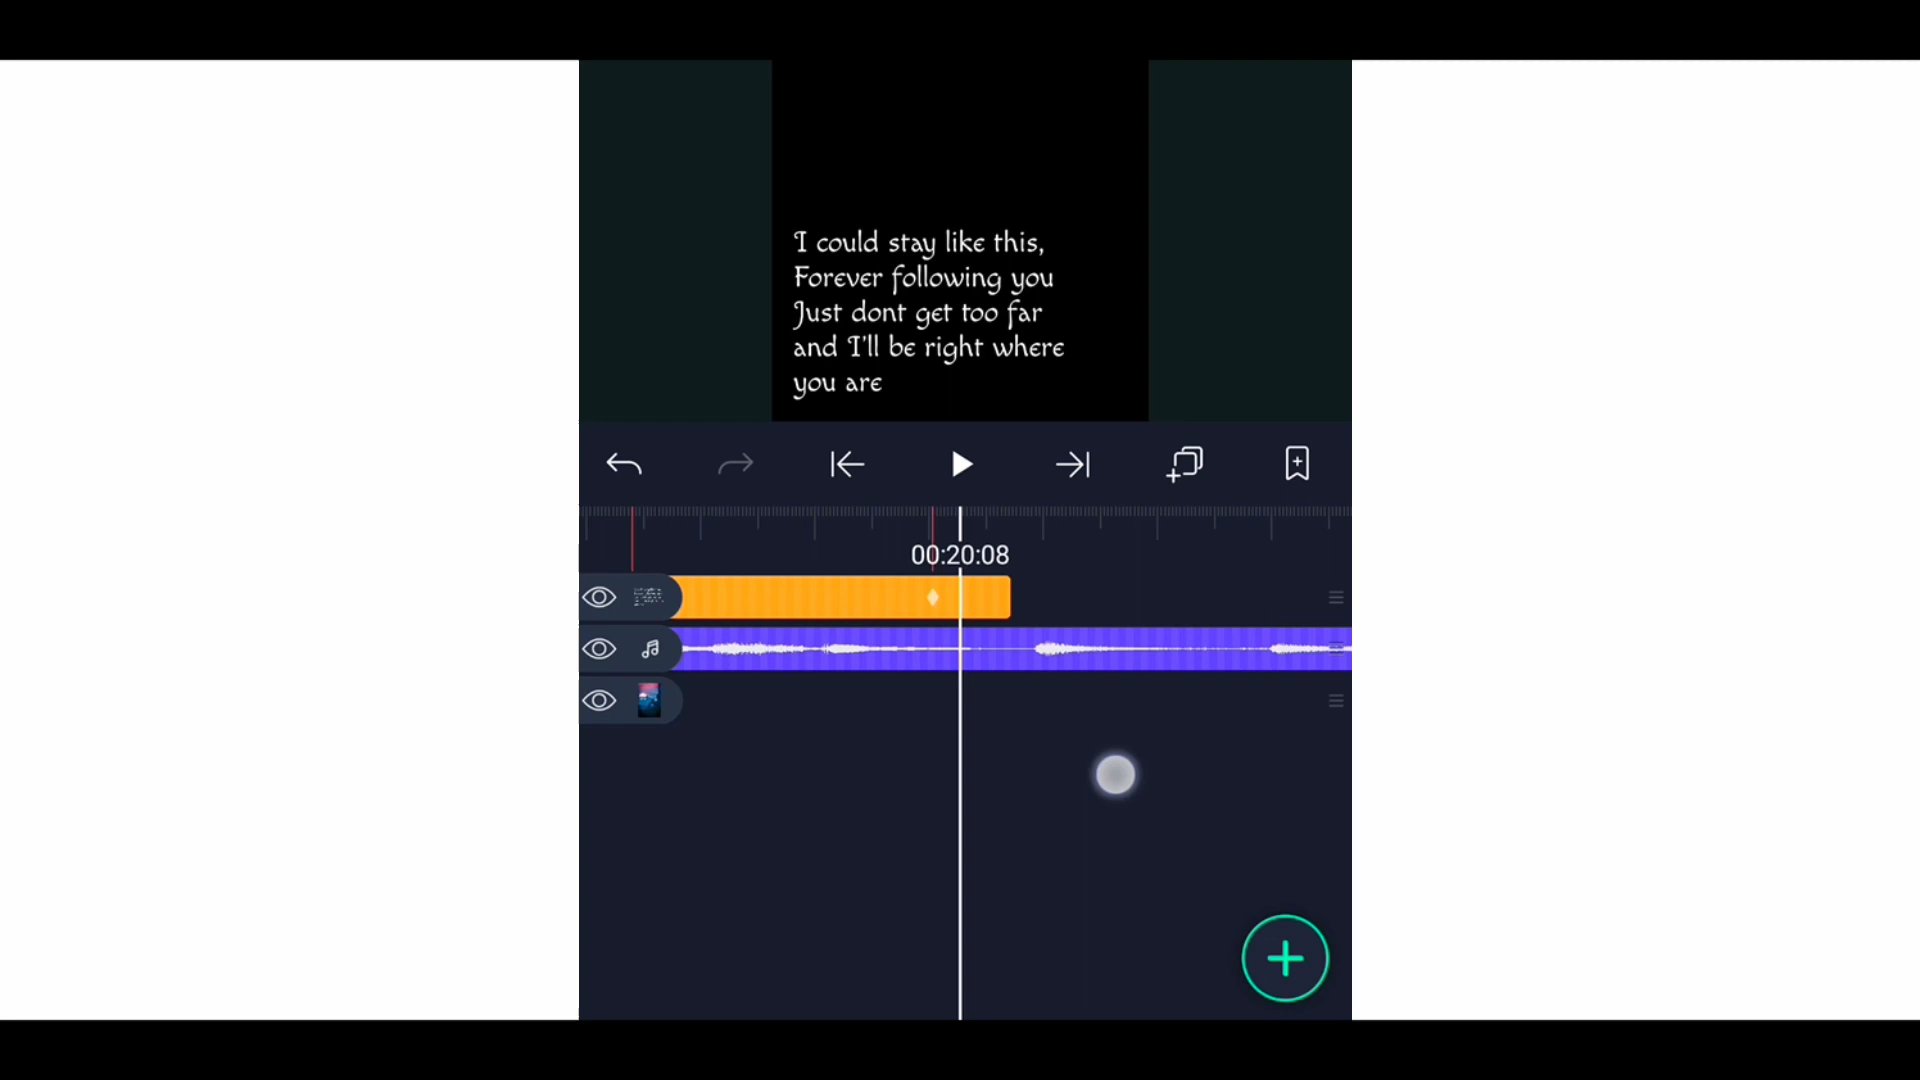 I could stay like this,
Forever following you
Just dont get too far
and I'll be right where
you are
00:20:08